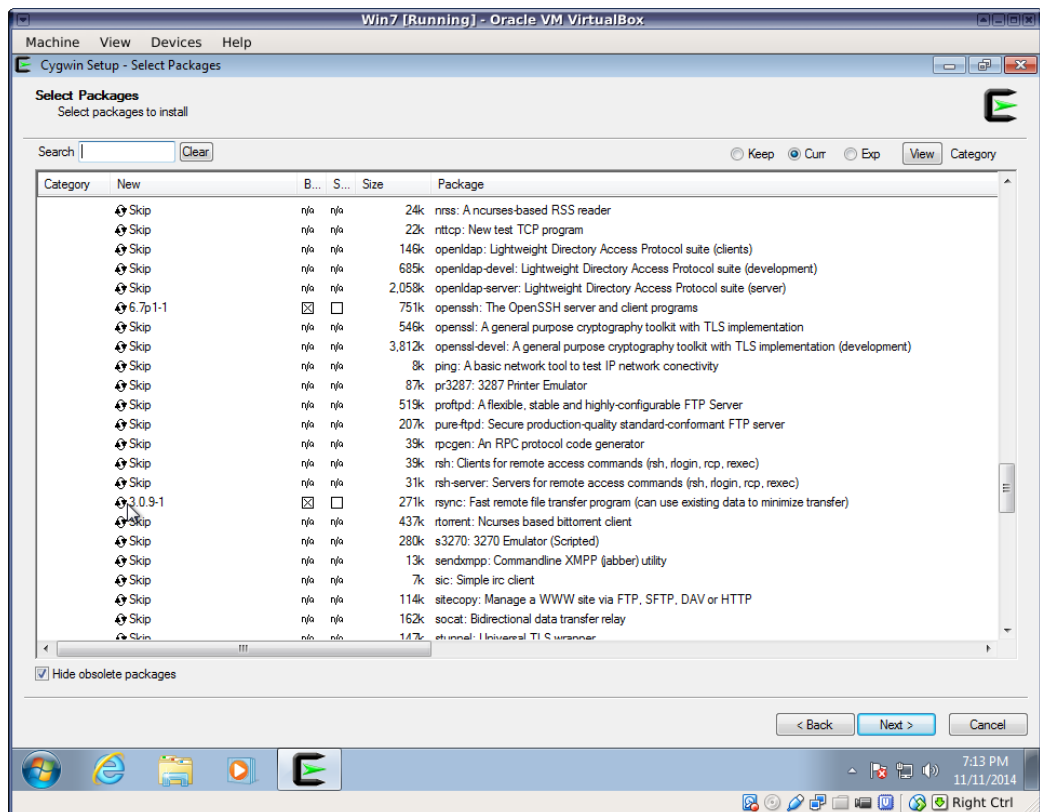 Win7 [Running] - Oracle VM VirtualBox
Machine View Devices Help
Cygwin Setup - Select Packages
Select Packages
Select packages to install
Search Clear Keep Curr Exp View Category
Category New B... S... Size Package
Skip n/a n/a 24k nrss: A ncurses-based RSS reader
Skip n/a n/a 22k nttcp: New test TCP program
Skip n/a n/a 146k openldap: Lightweight Directory Access Protocol suite (clients)
Skip n/a n/a 685k openldap-devel: Lightweight Directory Access Protocol suite (development)
Skip n/a n/a 2,058k openldap-server: Lightweight Directory Access Protocol suite (server)
6.7p1-1 751k openssh: The OpenSSH server and client programs
Skip n/a n/a 546k openssl: A general purpose cryptography toolkit with TLS implementation
Skip n/a n/a 3,812k openssl-devel: A general purpose cryptography toolkit with TLS implementation (development)
Skip n/a n/a 8k ping: A basic network tool to test IP network conectivity
Skip n/a n/a 87k pr3287: 3287 Printer Emulator
Skip n/a n/a 519k proftpd: A flexible, stable and highly-configurable FTP Server
Skip n/a n/a 207k pure-ftpd: Secure production-quality standard-conformant FTP server
Skip n/a n/a 39k rpcgen: An RPC protocol code generator
Skip n/a n/a 39k rsh: Clients for remote access commands (rsh, rlogin, rcp, rexec)
Skip n/a n/a 31k rsh-server: Servers for remote access commands (rsh, rlogin, rcp, rexec)
3.0.9-1 271k rsync: Fast remote file transfer program (can use existing data to minimize transfer)
Skip n/a n/a 437k rtorrent: Ncurses based bittorrent client
Skip n/a n/a 280k s3270: 3270 Emulator (Scripted)
Skip n/a n/a 13k sendxmpp: Commandline XMPP (jabber) utility
Skip n/a n/a 7k sic: Simple irc client
Skip n/a n/a 114k sitecopy: Manage a WWW site via FTP, SFTP, DAV or HTTP
Skip n/a n/a 162k socat: Bidirectional data transfer relay
Skip n/a n/a 147k stunnel: Universal TLS wrapper
Hide obsolete packages
< Back Next > Cancel
7:13 PM
11/11/2014
Right Ctrl